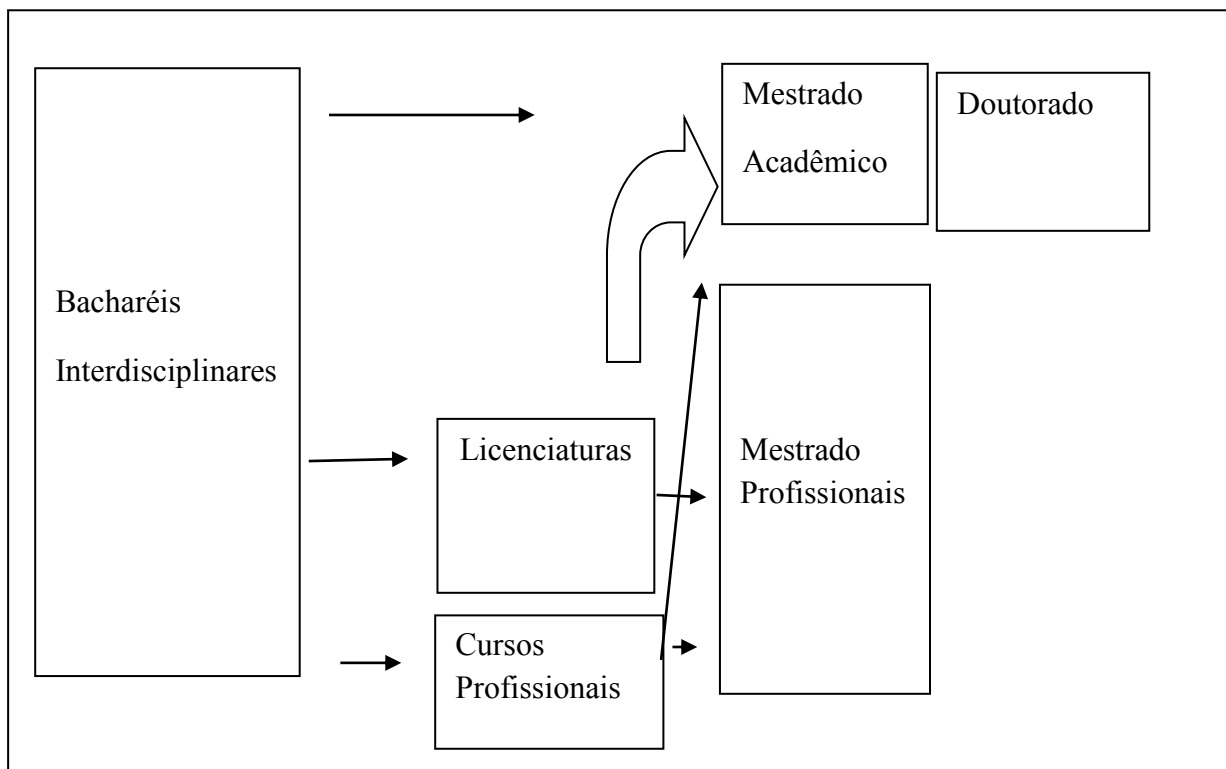 Mestrado
Acadêmico
Doutorado
Bacharéis
Interdisciplinares
Licenciaturas
Mestrado
Profissionais
Cursos
Profissionais